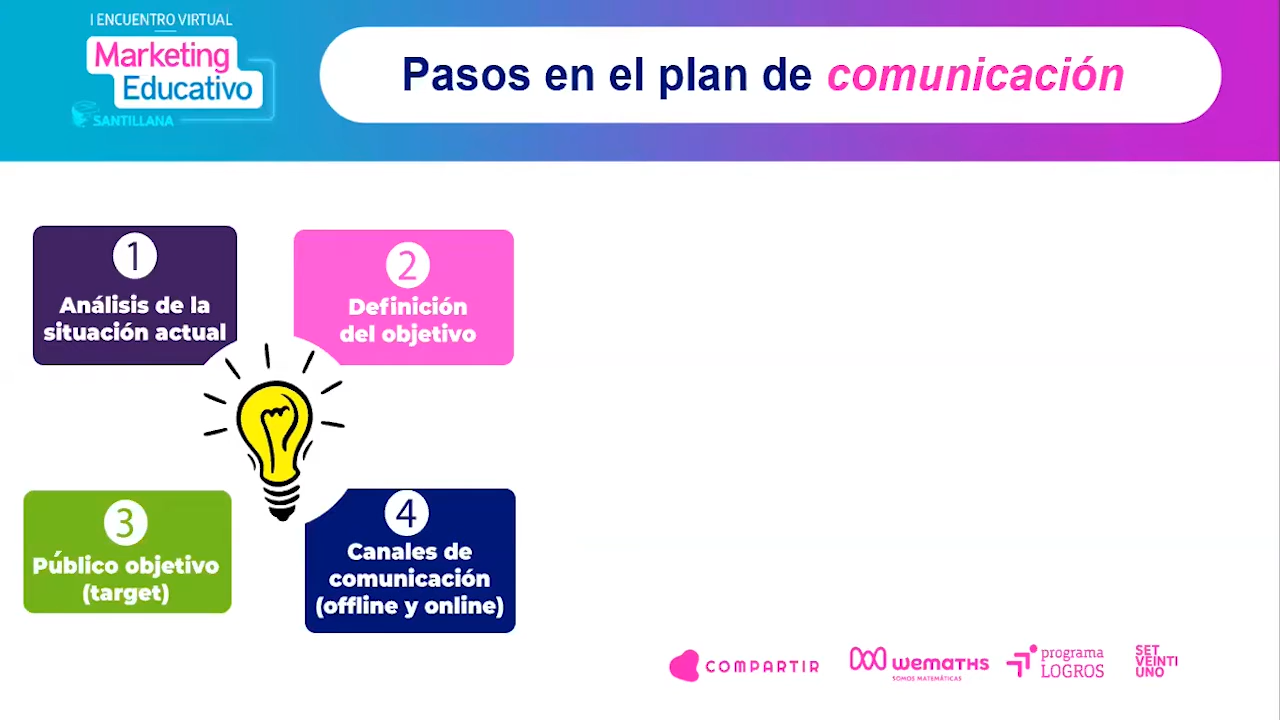 I ENCUENTRO VIRTUAL
Marketing
Educativo
SANTILLANA
Pasos en el plan de comunicación
1
Análisis de la
situación actual
2
Definición
del objetivo
3
Público objetivo
(target)
4
Canales de
comunicación
(offline y online)
COMPARTIR
wemaths
SOMOS MATEMÁTICAS
programa
LOGROS
SET
VEINTI
UNO